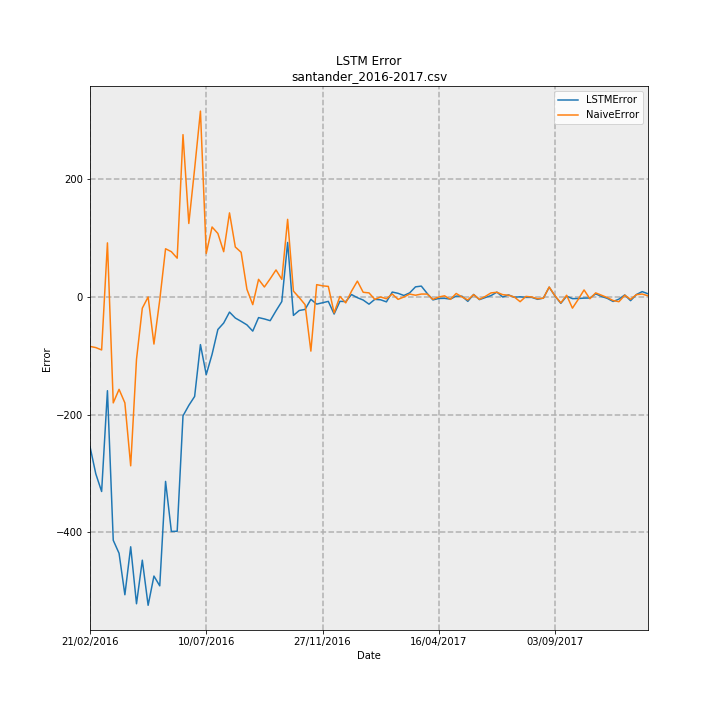 LSTM Error
santander_2016-2017.csv
LSTMError
NaiveError
200
0
−200
−400
Error
21/02/2016
10/07/2016
27/11/2016
16/04/2017
03/09/2017
Date